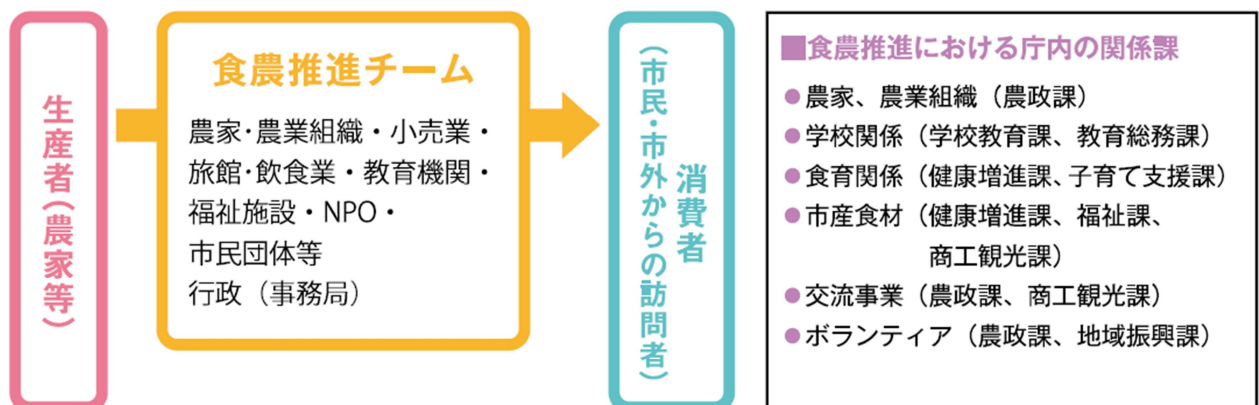 生産者(農家等)
食農推進チーム
農家・農業組織・小売業・
旅館・飲食業・教育機関・
福祉施設・NPO・
市民団体等
行政（事務局）
消費者
(市民・市外からの訪問者)
■食農推進における庁内の関係課
●農家、農業組織（農政課）
●学校関係（学校教育課、教育総務課）
●食育関係（健康増進課、子育て支援課）
●市産食材（健康増進課、福祉課、
商工観光課）
●交流事業（農政課、商工観光課）
●ボランティア（農政課、地域振興課）